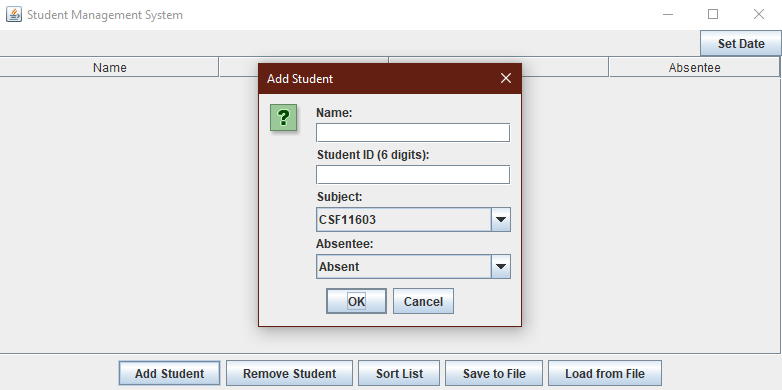 Student Management System
Set Date
Name Absentee
Add Student
?
Name:
Student ID (6 digits):
Subject:
CSF11603
Absentee:
Absent
OK Cancel
Add Student Remove Student Sort List Save to File Load from File